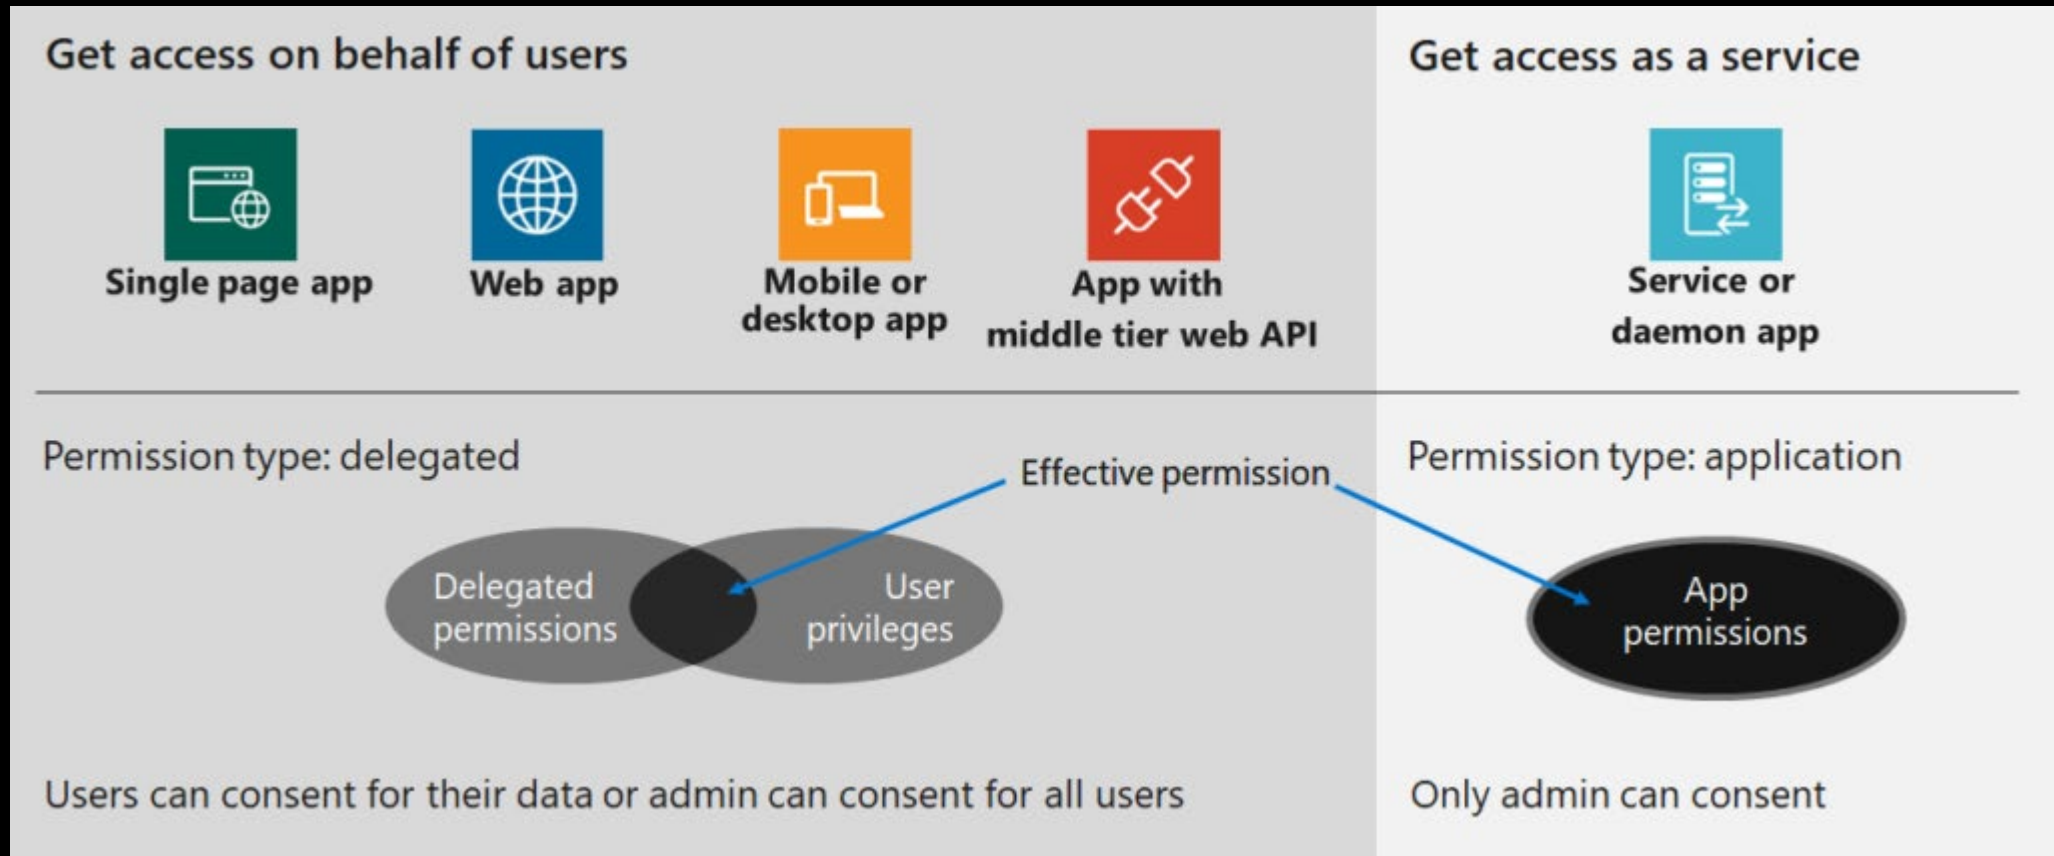 Get access on behalf of users
Single page app
Web app
Mobile or
desktop app
App with
middle tier web API
Permission type: delegated
Effective permission
Delegated
permissions
User
privileges
Users can consent for their data or admin can consent for all users
Get access as a service
Service or
daemon app
Permission type: application
App
permissions
Only admin can consent